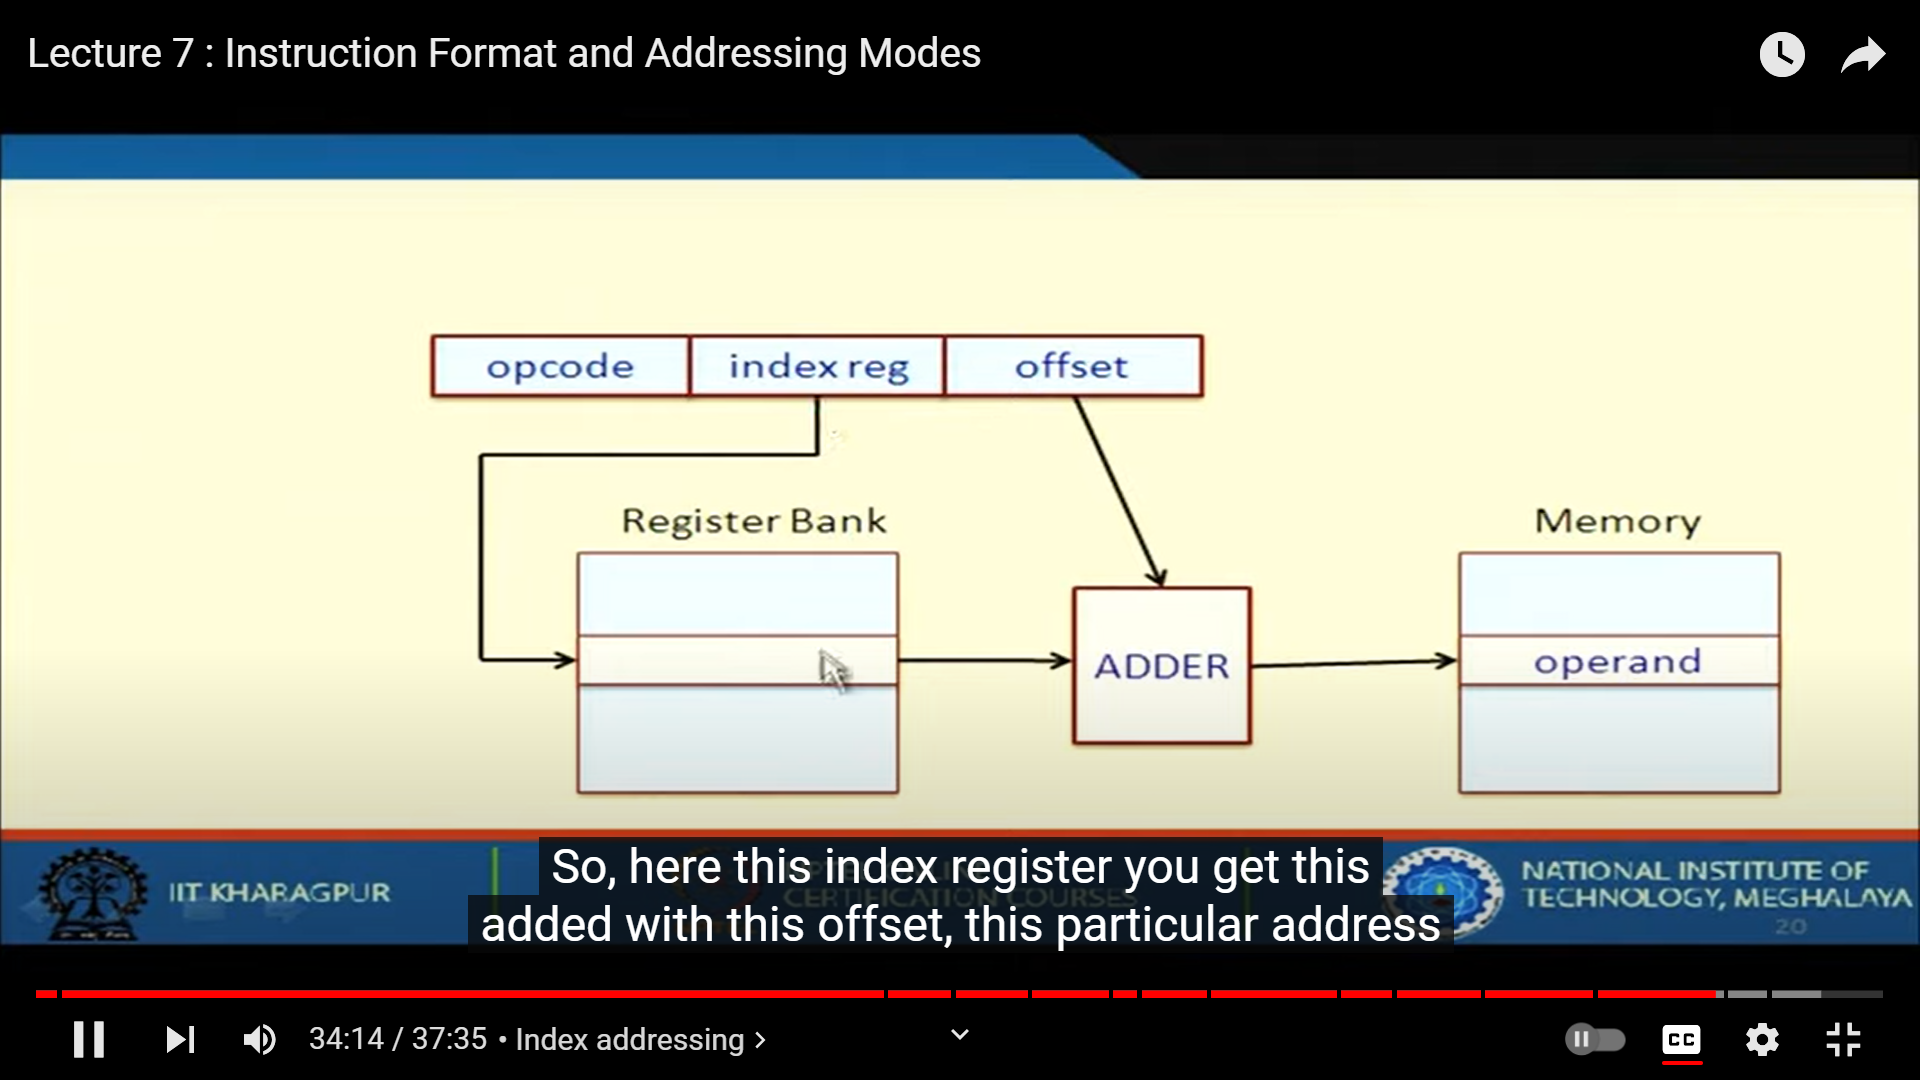 Lecture 7 : Instruction Format and Addressing Modes
opcode index reg offset
Register Bank Memory
ADDER operand
So, here this index register you get this
added with this offset, this particular address
IIT KHARAGPUR
CERTIFICATION COURSES
NATIONAL INSTITUTE OF
TECHNOLOGY, MEGHALAYA
20
34:14 / 37:35 • Index addressing >
CC